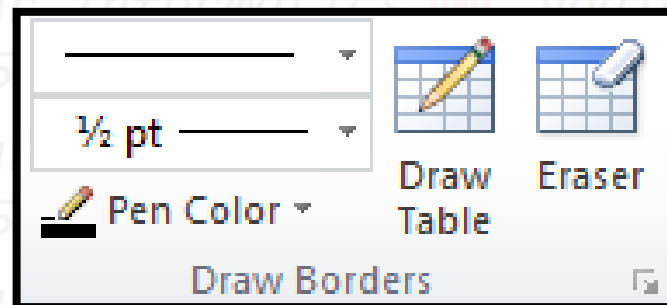 ½ pt
Pen Color
Draw
Table
Eraser
Draw Borders